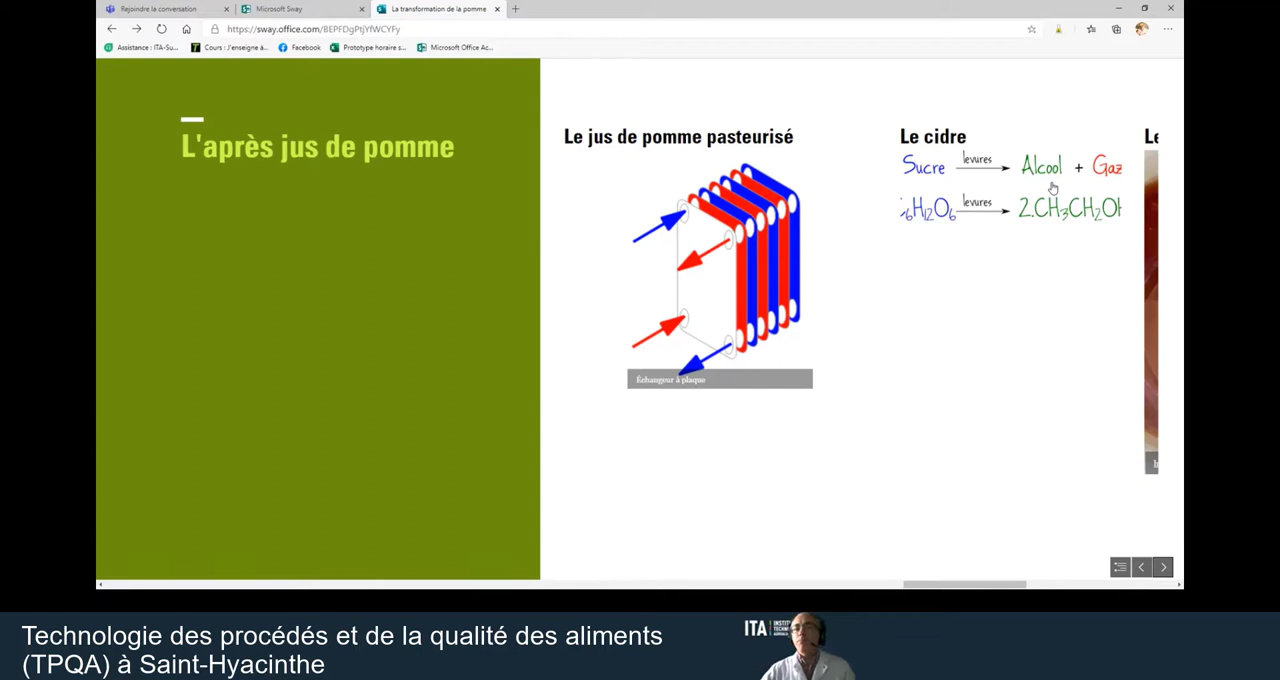 Rejoindre la conversation
Microsoft Sway
La transformation de la pomme
https://sway.office.com/BEPFDgPtjYfWCYFy
Assistance : ITA-Su...
Cours : J'enseigne à...
Facebook
Prototype horaire s...
Microsoft Office Ac...
L'après jus de pomme
Le jus de pomme pasteurisé
Échangeur à plaque
Le cidre
Sucre levures Alcool + Gaz
6H12O6 levures 2.CH3CH2OH
Le
ITA
Technologie des procédés et de la qualité des aliments
(TPQA) à Saint-Hyacinthe